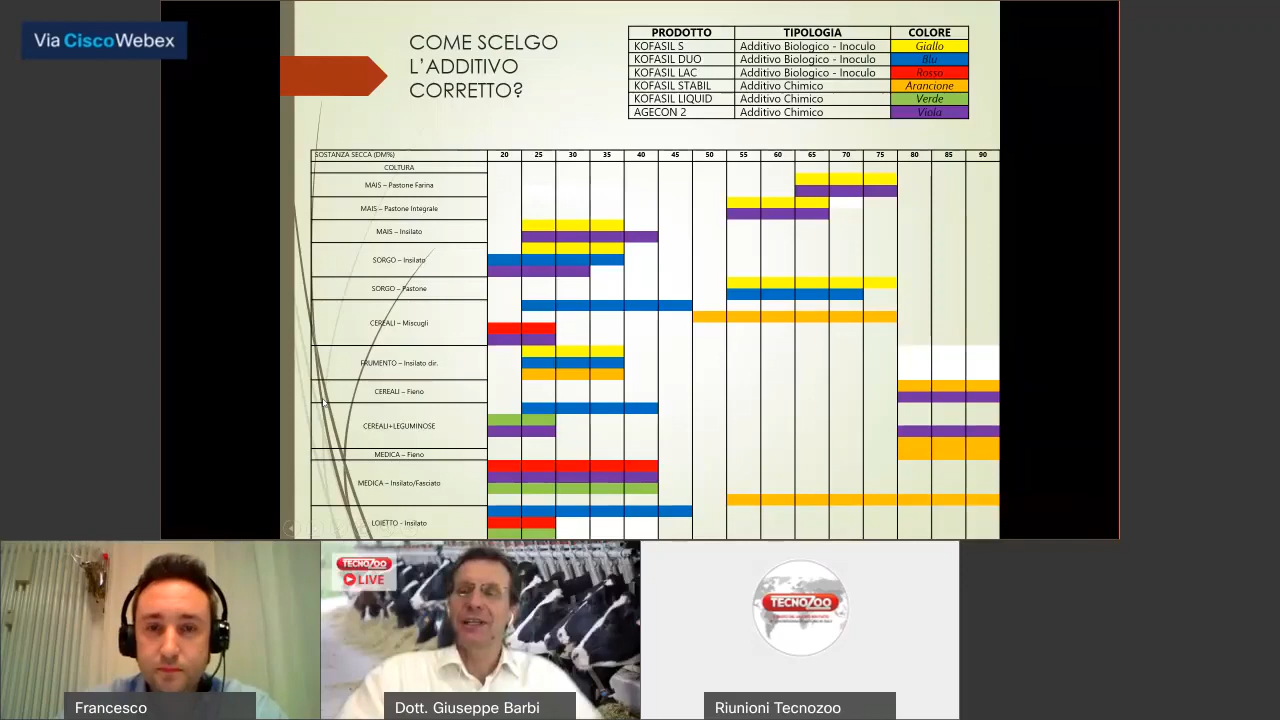 Via Cisco Webex
COME SCELGO
L'ADDITIVO
CORRETTO?
PRODOTTO TIPOLOGIA COLORE
KOFASIL S Additivo Biologico - Inoculo Giallo
KOFASIL DUO Additivo Biologico - Inoculo Blu
KOFASIL LAC Additivo Biologico - Inoculo Rosso
KOFASIL STABIL Additivo Chimico Arancione
KOFASIL LIQUID Additivo Chimico Verde
AGECON 2 Additivo Chimico Viola
SOSTANZA SECCA (DM%) 20 25 30 35 40 45 50 55 60 65 70 75 80 85 90
COLTURA
MAIS – Pastone Farina
MAIS – Pastone Integrale
MAIS – Insilato
SORGO – Insilato
SORGO – Pastone
CEREALI – Miscugli
FRUMENTO – Insilato dir.
CEREALI – Fieno
CEREALI+LEGUMINOSE
MEDICA – Fieno
MEDICA – Insilato/Fasciato
LOIETTO - Insilato
TECNOZOO
LIVE
TECNOZOO
Francesco
Dott. Giuseppe Barbi
Riunioni Tecnozoo